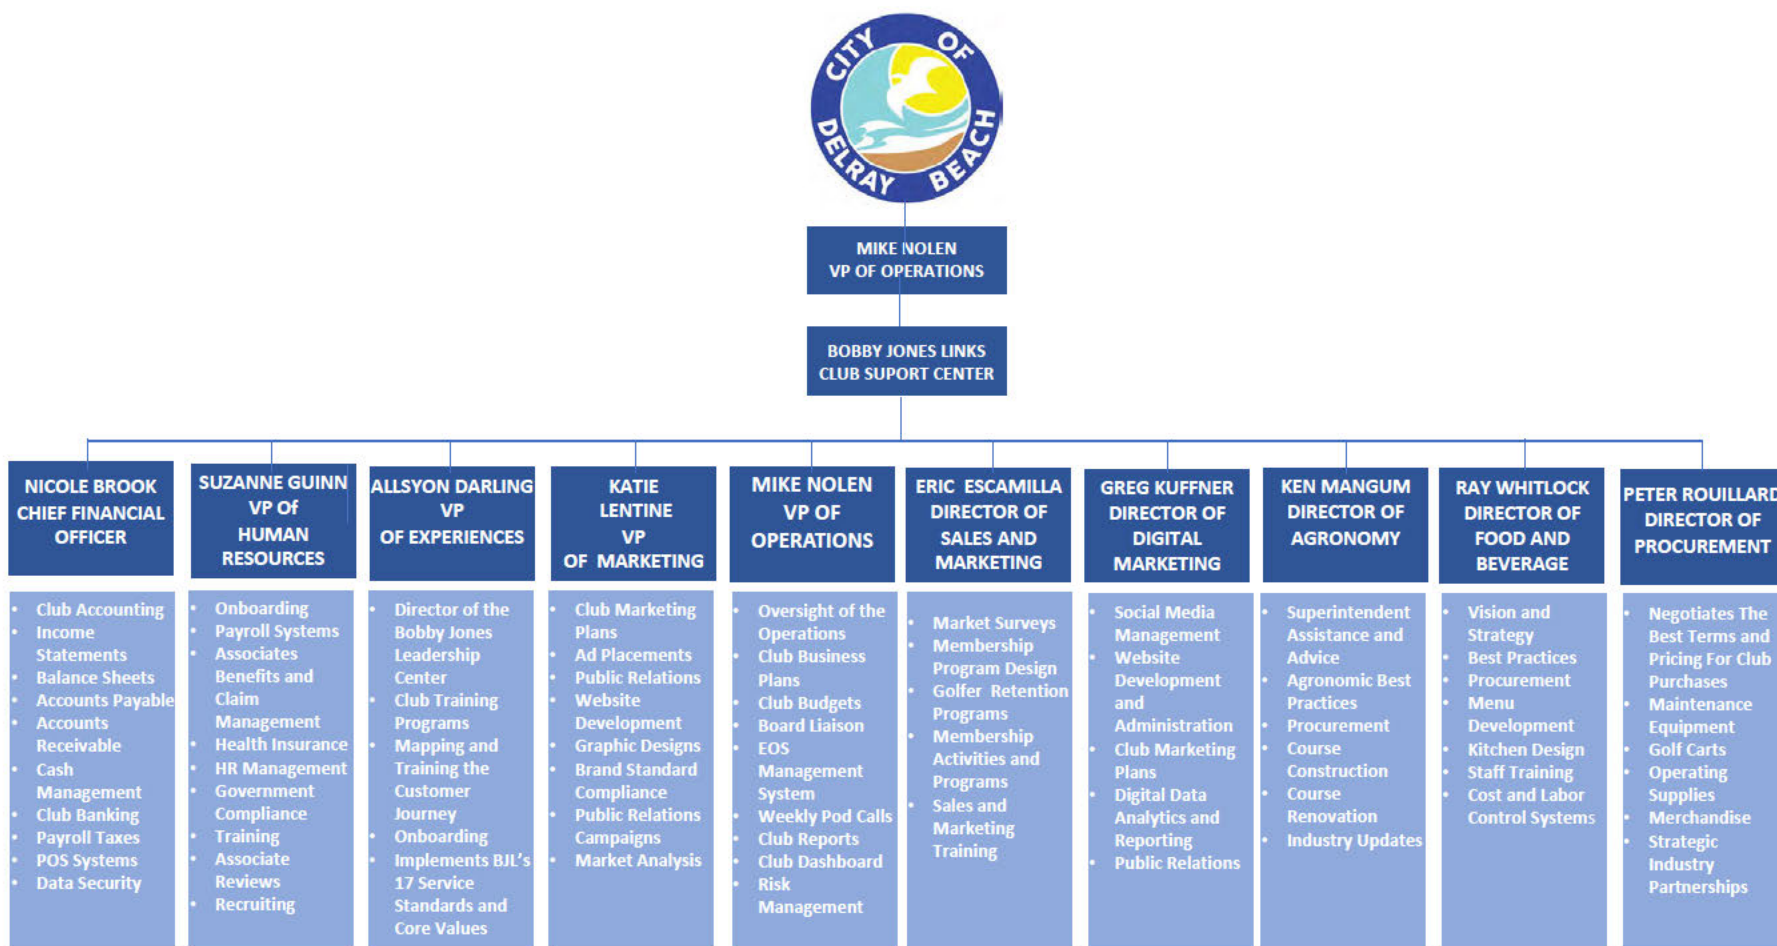 CITY OF
DELRAY BEACH
MIKE NOLEN
VP OF OPERATIONS
BOBBY JONES LINKS
CLUB SUPORT CENTER
NICOLE BROOK
CHIEF FINANCIAL
OFFICER
• Club Accounting
• Income
Statements
• Balance Sheets
• Accounts Payable
• Accounts
Receivable
• Cash
Management
• Club Banking
• Payroll Taxes
• POS Systems
• Data Security
SUZANNE GUINN
VP Of
HUMAN
RESOURCES
• Onboarding
• Payroll Systems
• Associates
Benefits and
Claim
Management
• Health Insurance
• HR Management
• Government
Compliance
• Training
• Associate
Reviews
• Recruiting
ALLSYON DARLING
VP
OF EXPERIENCES
• Director of the
Bobby Jones
Leadership
Center
• Club Training
Programs
• Mapping and
Training the
Customer
Journey
• Onboarding
• Implements BJL's
17 Service
Standards and
Core Values
KATIE
LENTINE
VP
OF MARKETING
• Club Marketing
Plans
• Ad Placements
• Public Relations
• Website
Development
• Graphic Designs
• Brand Standard
Compliance
• Public Relations
Campaigns
• Market Analysis
MIKE NOLEN
VP OF
OPERATIONS
• Oversight of the
Operations
• Club Business
Plans
• Club Budgets
• Board Liaison
• EOS
Management
System
• Weekly Pod Calls
• Club Reports
• Club Dashboard
• Risk
Management
ERIC ESCAMILLA
DIRECTOR OF
SALES AND
MARKETING
• Market Surveys
• Membership
Program Design
• Golfer Retention
Programs
• Membership
Activities and
Programs
• Sales and
Marketing
Training
GREG KUFFNER
DIRECTOR OF
DIGITAL
MARKETING
• Social Media
Management
• Website
Development
and
Administration
• Club Marketing
Plans
• Digital Data
Analytics and
Reporting
• Public Relations
KEN MANGUM
DIRECTOR OF
AGRONOMY
• Superintendent
Assistance and
Advice
• Agronomic Best
Practices
• Procurement
• Course
Construction
• Course
Renovation
• Industry Updates
RAY WHITLOCK
DIRECTOR OF
FOOD AND
BEVERAGE
• Vision and
Strategy
• Best Practices
• Procurement
• Menu
Development
• Kitchen Design
• Staff Training
• Cost and Labor
Control Systems
PETER ROUILLARD
DIRECTOR OF
PROCUREMENT
• Negotiates The
Best Terms and
Pricing For Club
Purchases
• Maintenance
Equipment
• Golf Carts
• Operating
Supplies
• Merchandise
• Strategic
Industry
Partnerships